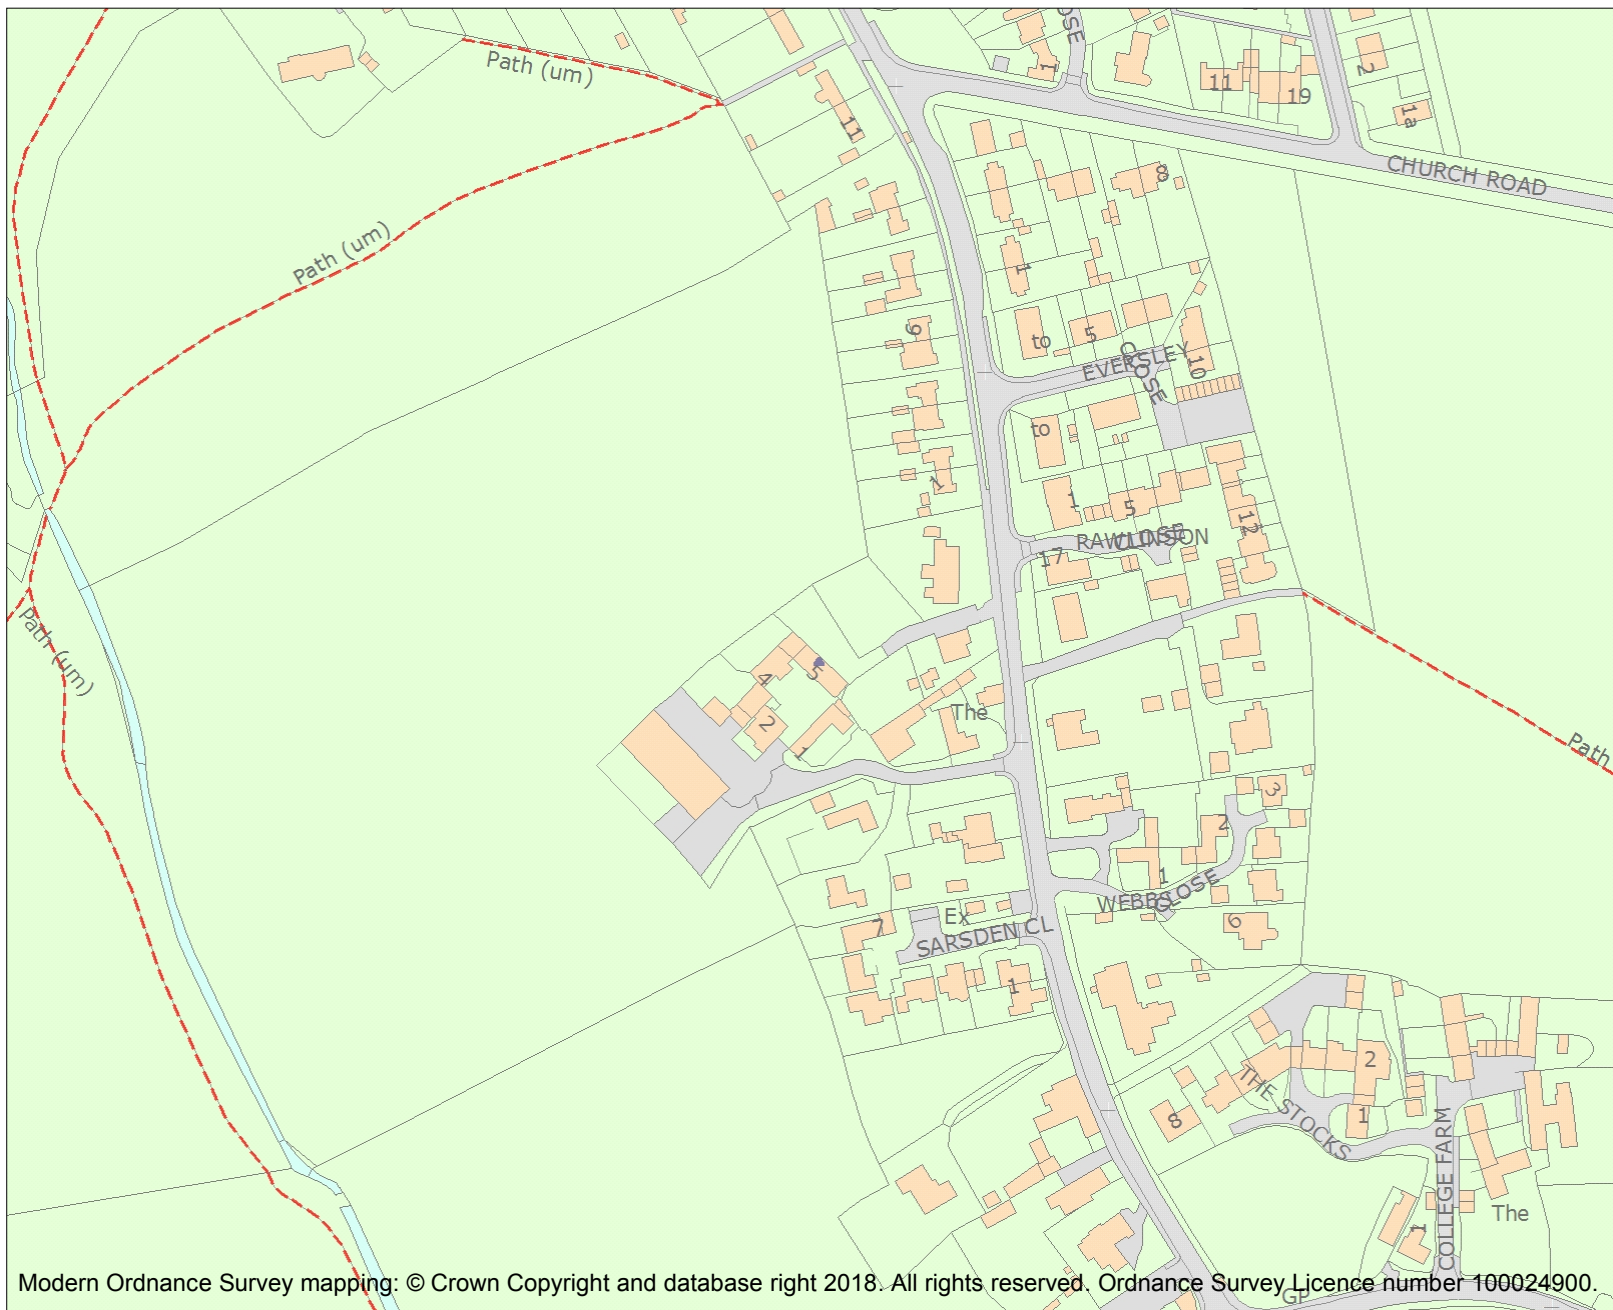 OSE
1
2
Path (um)
11
19
11
1a
CHURCH ROAD
8
Path (um)
1
9
to
5
EVERSLEY
CLOSE
10
to
1
1
5
12
RAWLINSON
CLOSE
17
Path (um)
4
5
The
2
1
Path
3
2
1
WEBBS
CLOSE
Ex
7
SARSDEN CL
6
1
2
THE STOCKS
8
1
COLLEGE FARM
The
1
GP
Modern Ordnance Survey mapping: © Crown Copyright and database right 2018. All rights reserved. Ordnance Survey Licence number 100024900.